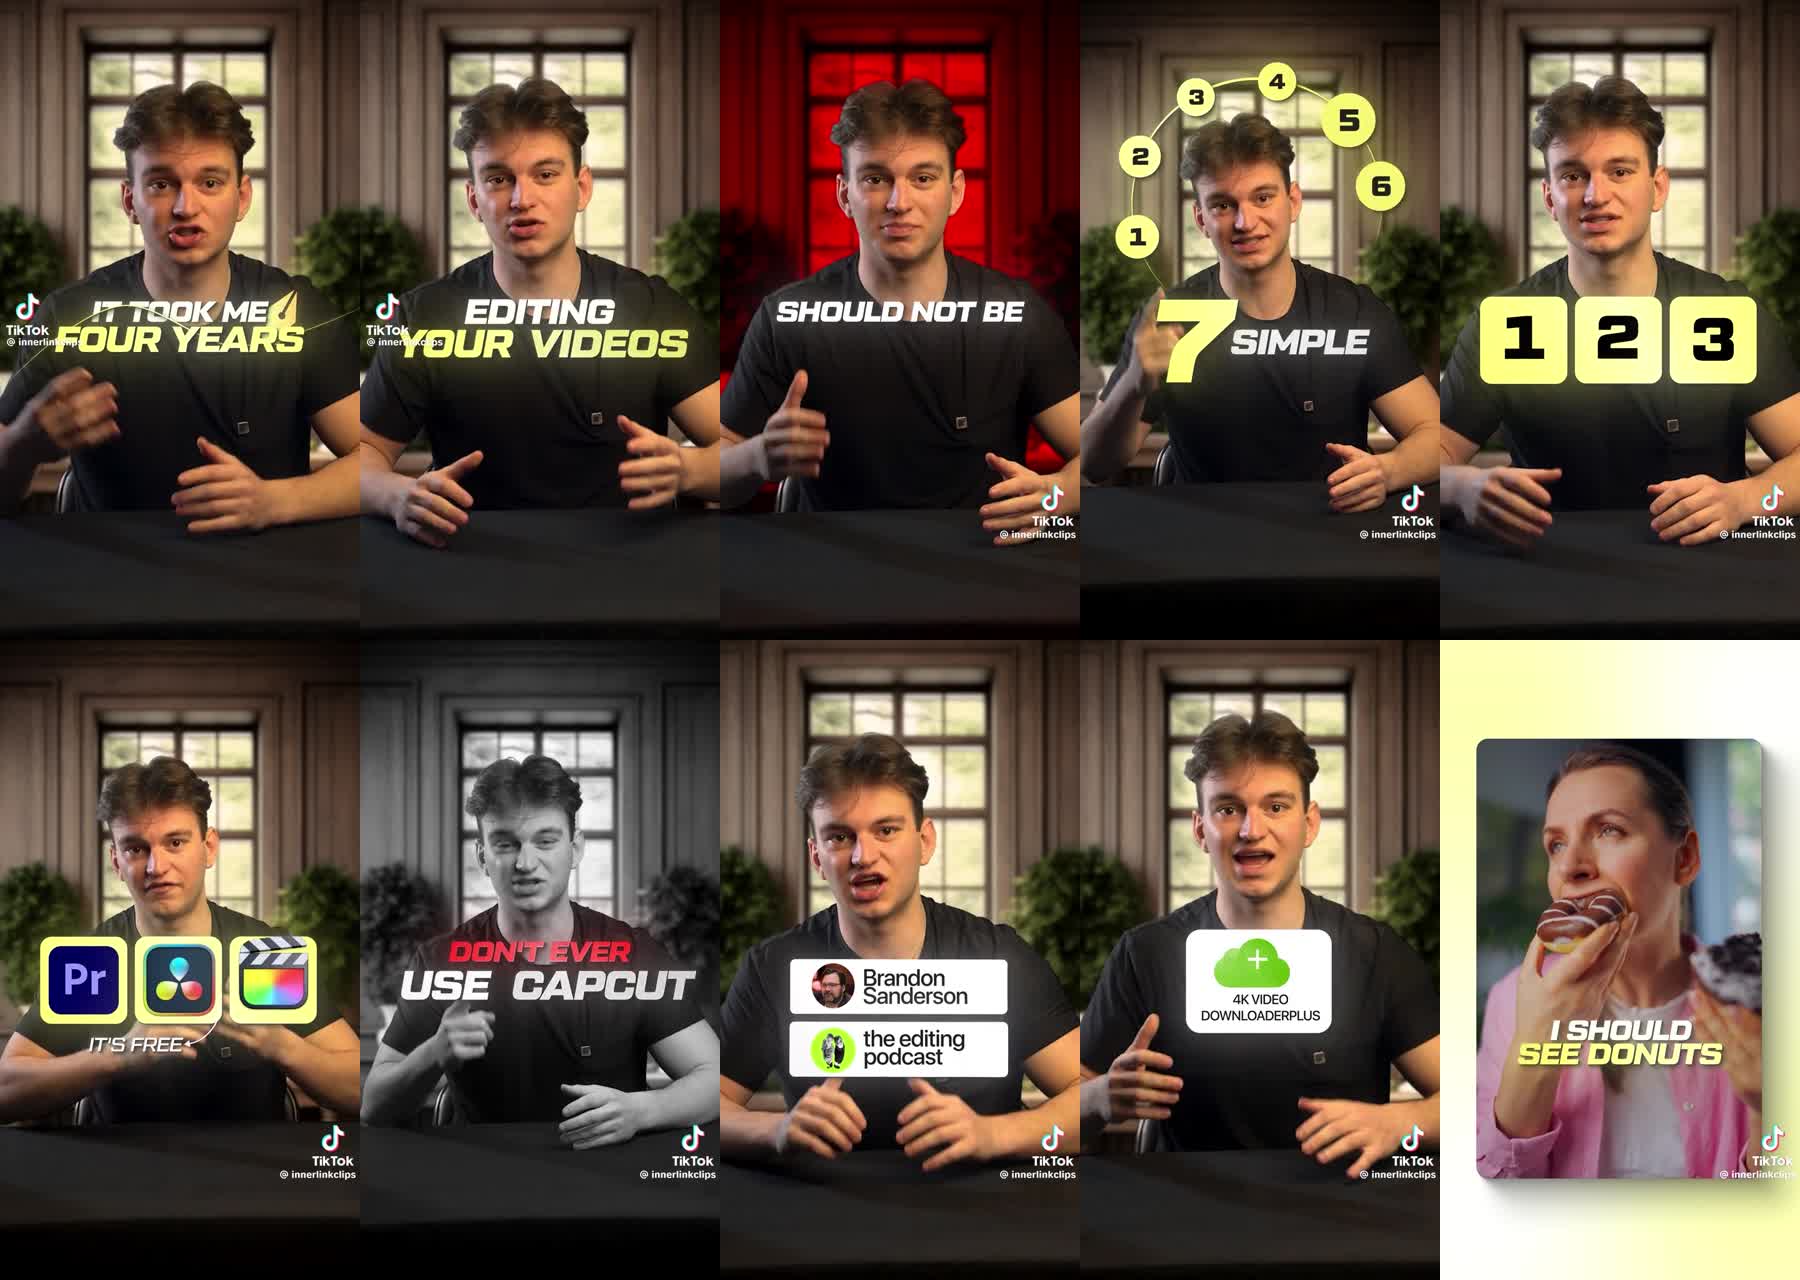 IT TOOK ME
FOUR YEARS
TikTok
@ innerlinkclips
EDITING
YOUR VIDEOS
TikTok
@ innerlinkclips
SHOULD NOT BE
TikTok
@ innerlinkclips
1
2
3
4
5
6
7 SIMPLE
TikTok
@ innerlinkclips
1 2 3
TikTok
@ innerlinkclips
Pr
IT'S FREE
TikTok
@ innerlinkclips
DON'T EVER
USE CAPCUT
TikTok
@ innerlinkclips
Brandon
Sanderson
the editing
podcast
TikTok
@ innerlinkclips
4K VIDEO
DOWNLOADERPLUS
TikTok
@ innerlinkclips
I SHOULD
SEE DONUTS
TikTok
@ innerlinkclips